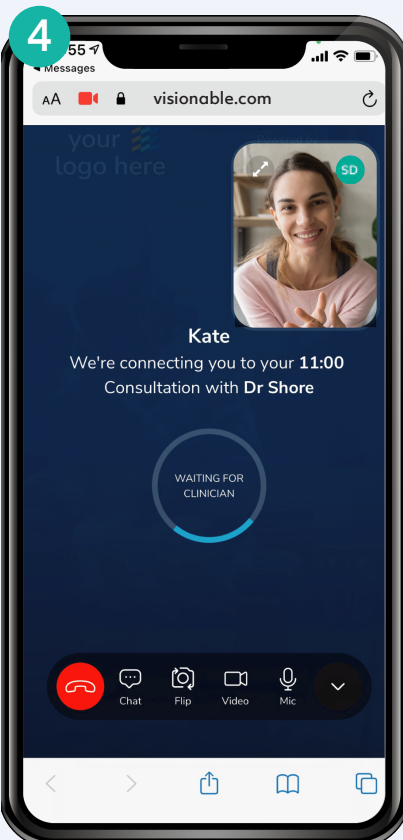 4
55
Messages
AA
visionable.com
your
logo here
SD
Kate
We're connecting you to your 11:00
Consultation with Dr Shore
WAITING FOR
CLINICIAN
Chat
Flip
Video
Mic